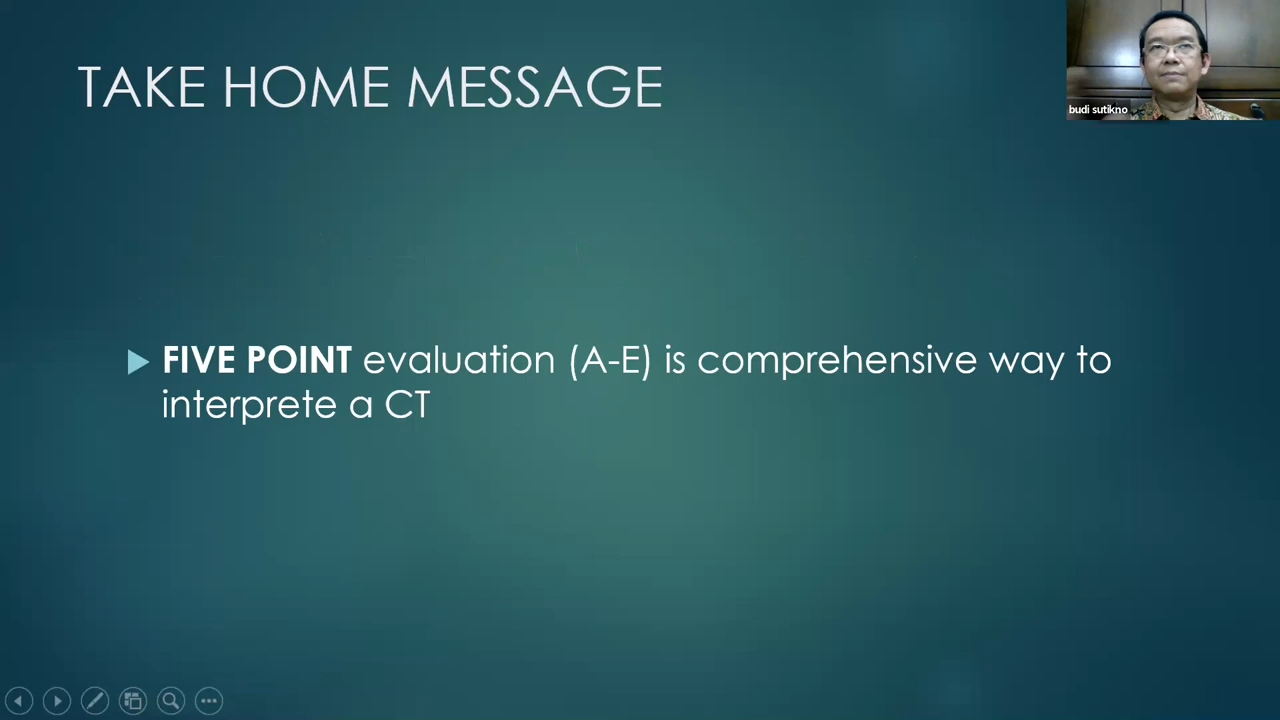 TAKE HOME MESSAGE
budi sutikno
FIVE POINT evaluation (A-E) is comprehensive way to
interprete a CT